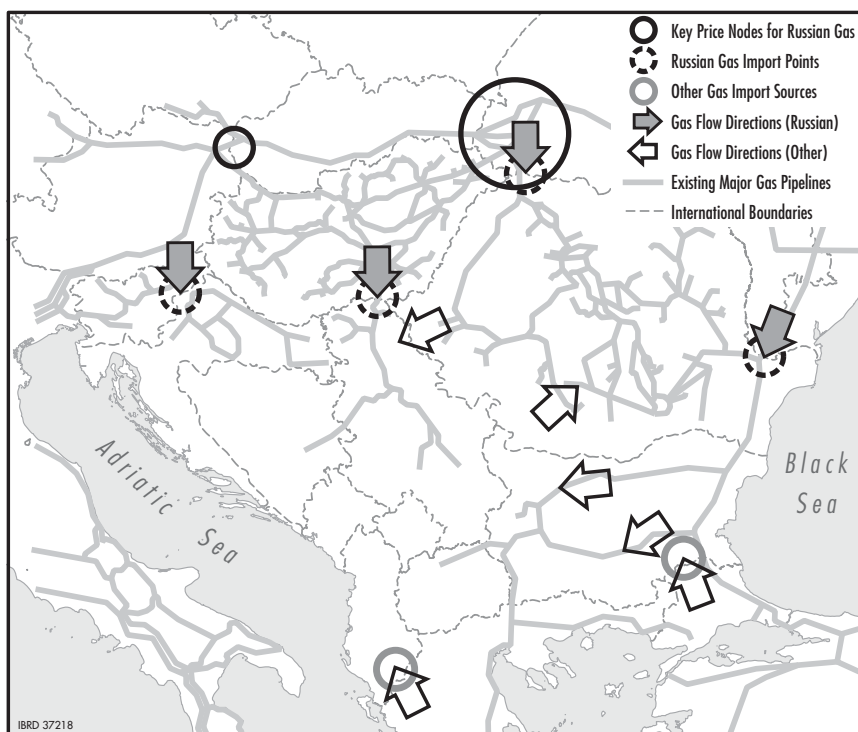 Key Price Nodes for Russian Gas
Russian Gas Import Points
Other Gas Import Sources
Gas Flow Directions (Russian)
Gas Flow Directions (Other)
Existing Major Gas Pipelines
International Boundaries
Adriatic Sea
Black
Sea
IBRD 37218